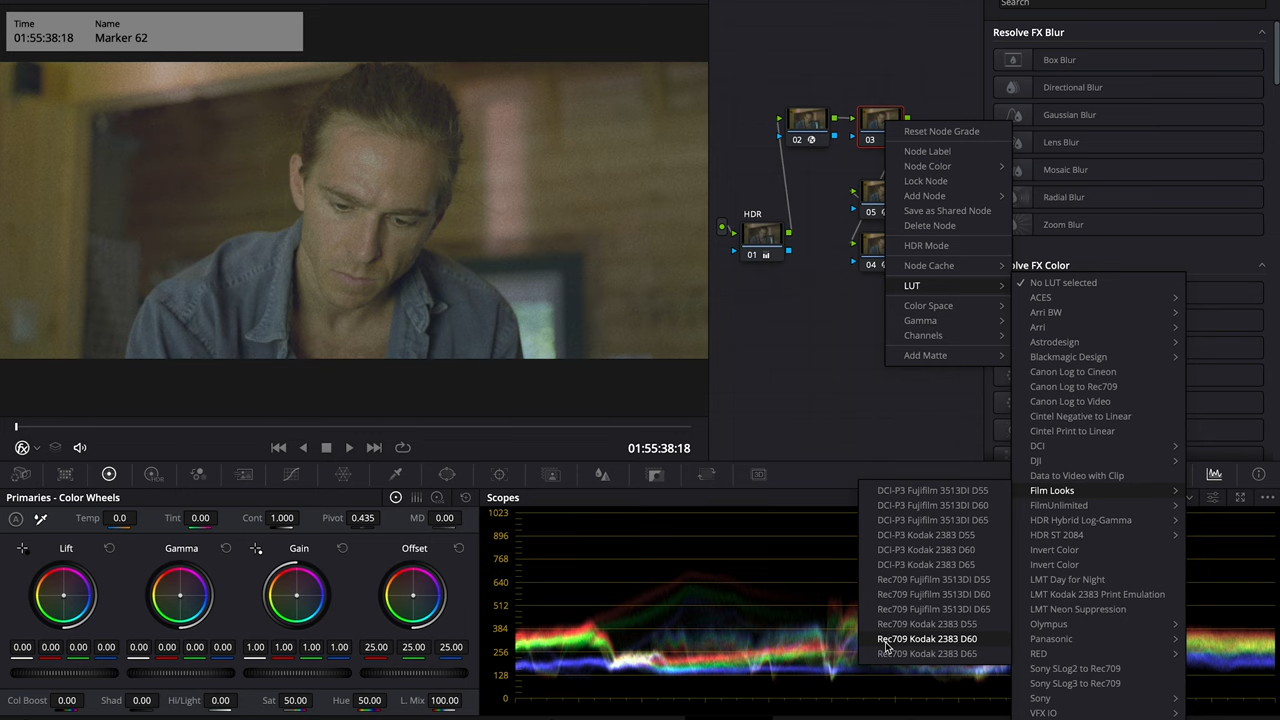 Time Name
01:55:38:18 Marker 62
Search
Resolve FX Blur
Box Blur
Directional Blur
Gaussian Blur
Lens Blur
Mosaic Blur
Radial Blur
Zoom Blur
02
03
HDR
01
05
04
Reset Node Grade
Node Label
Node Color
Lock Node
Add Node
Save as Shared Node
Delete Node
HDR Mode
Node Cache
LUT
Color Space
Gamma
Channels
Add Matte
olve FX Color
No LUT selected
ACES
Arri BW
Arri
Astrodesign
Blackmagic Design
Canon Log to Cineon
Canon Log to Rec709
Canon Log to Video
Cintel Negative to Linear
Cintel Print to Linear
DCI
DJI
Data to Video with Clip
Film Looks
FilmUnlimited
HDR Hybrid Log-Gamma
HDR ST 2084
Invert Color
Invert Color
LMT Day for Night
LMT Kodak 2383 Print Emulation
LMT Neon Suppression
Olympus
Panasonic
RED
Sony SLog2 to Rec709
Sony SLog3 to Rec709
Sony
VFX IO
DCI-P3 Fujifilm 3513DI D55
DCI-P3 Fujifilm 3513DI D60
DCI-P3 Fujifilm 3513DI D65
DCI-P3 Kodak 2383 D55
DCI-P3 Kodak 2383 D60
DCI-P3 Kodak 2383 D65
Rec709 Fujifilm 3513DI D55
Rec709 Fujifilm 3513DI D60
Rec709 Fujifilm 3513DI D65
Rec709 Kodak 2383 D55
Rec709 Kodak 2383 D60
Rec709 Kodak 2383 D65
01:55:38:18
3D
Primaries - Color Wheels
A Temp 0.0 Tint 0.00 Cont 1.000 Pivot 0.435 MD 0.00
Lift Gamma Gain Offset
0.00 0.00 0.00 0.00 0.00 0.00 0.00 0.00 1.00 1.00 1.00 1.00 25.00 25.00 25.00
Col Boost 0.00 Shad 0.00 Hi/Light 0.00 Sat 50.00 Hue 50.00 L. Mix 100.00
Scopes
1023
896
768
640
512
384
256
128
0